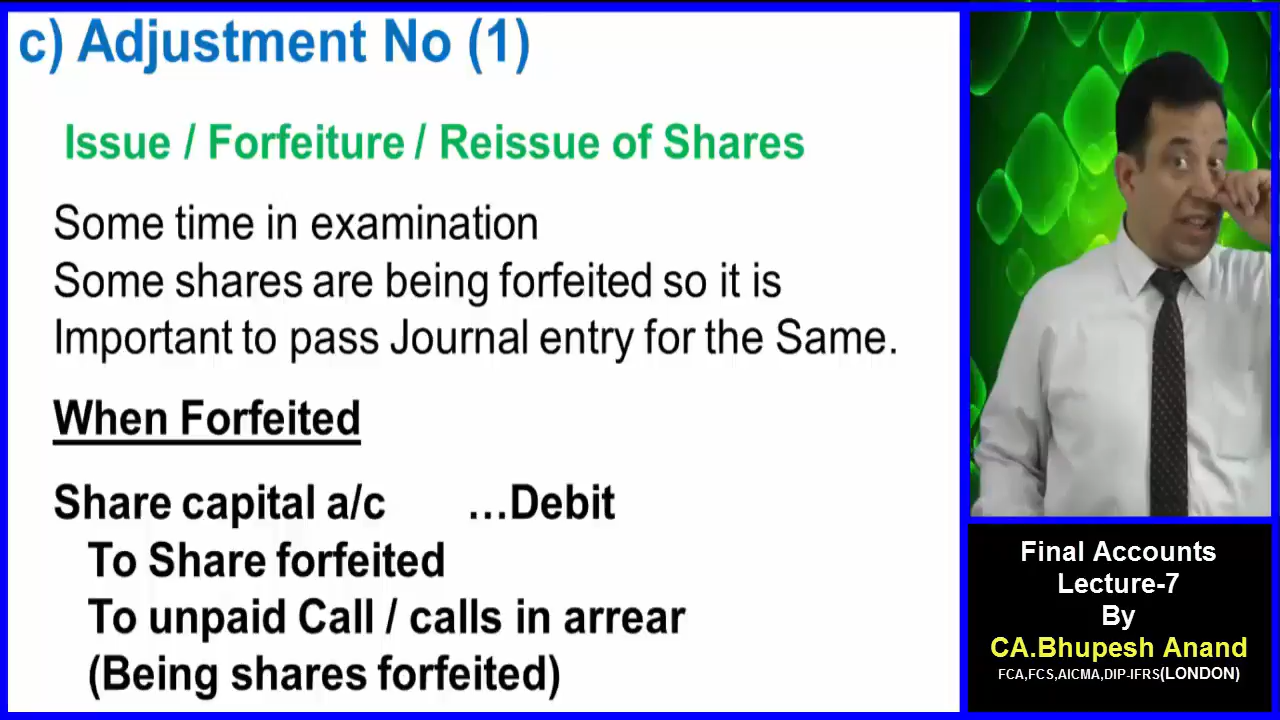 c) Adjustment No (1)
Issue / Forfeiture / Reissue of Shares
Some time in examination
Some shares are being forfeited so it is
Important to pass Journal entry for the Same.
When Forfeited
Share capital a/c ...Debit
To Share forfeited
To unpaid Call / calls in arrear
(Being shares forfeited)
Final Accounts
Lecture-7
By
CA.Bhupesh Anand
FCA,FCS,AICMA,DIP-IFRS(LONDON)